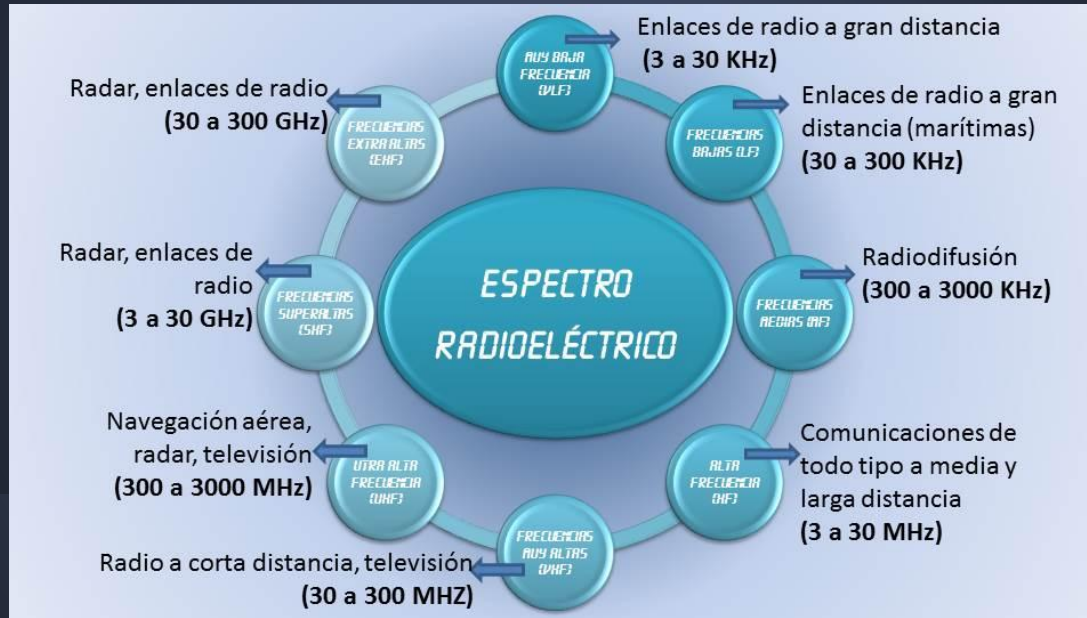 ESPECTRO
RADIOELÉCTRICO
MUY BAJA
FRECUENCIA
(VLF)
Enlaces de radio a gran distancia
(3 a 30 KHz)
FRECUENCIAS
BAJAS (LF)
Enlaces de radio a gran
distancia (marítimas)
(30 a 300 KHz)
FRECUENCIAS
MEDIAS (MF)
Radiodifusión
(300 a 3000 KHz)
ALTA
FRECUENCIA
(HF)
Comunicaciones de
todo tipo a media y
larga distancia
(3 a 30 MHz)
FRECUENCIAS
MUY ALTAS
(VHF)
Radio a corta distancia, televisión
(30 a 300 MHZ)
UTRA ALTA
FRECUENCIA
(UHF)
Navegación aérea,
radar, televisión
(300 a 3000 MHz)
FRECUENCIAS
SUPERALTAS
(SHF)
Radar, enlaces de
radio
(3 a 30 GHz)
FRECUENCIAS
EXTRA ALTAS
(EHF)
Radar, enlaces de radio
(30 a 300 GHz)